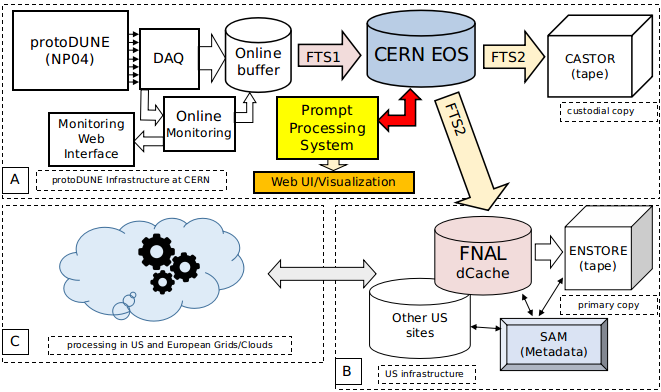 protoDUNE
(NP04)
DAQ
Online
buffer
FTS1
CERN EOS
FTS2
CASTOR
(tape)
custodial copy
Monitoring
Web
Interface
Online
Monitoring
Prompt
Processing
System
FTS2
Web UI/Visualization
A
protoDUNE Infrastructure at CERN
FNAL
dCache
ENSTORE
(tape)
primary copy
Other US
sites
SAM
(Metadata)
C
processing in US and European Grids/Clouds
B
US infrastructure